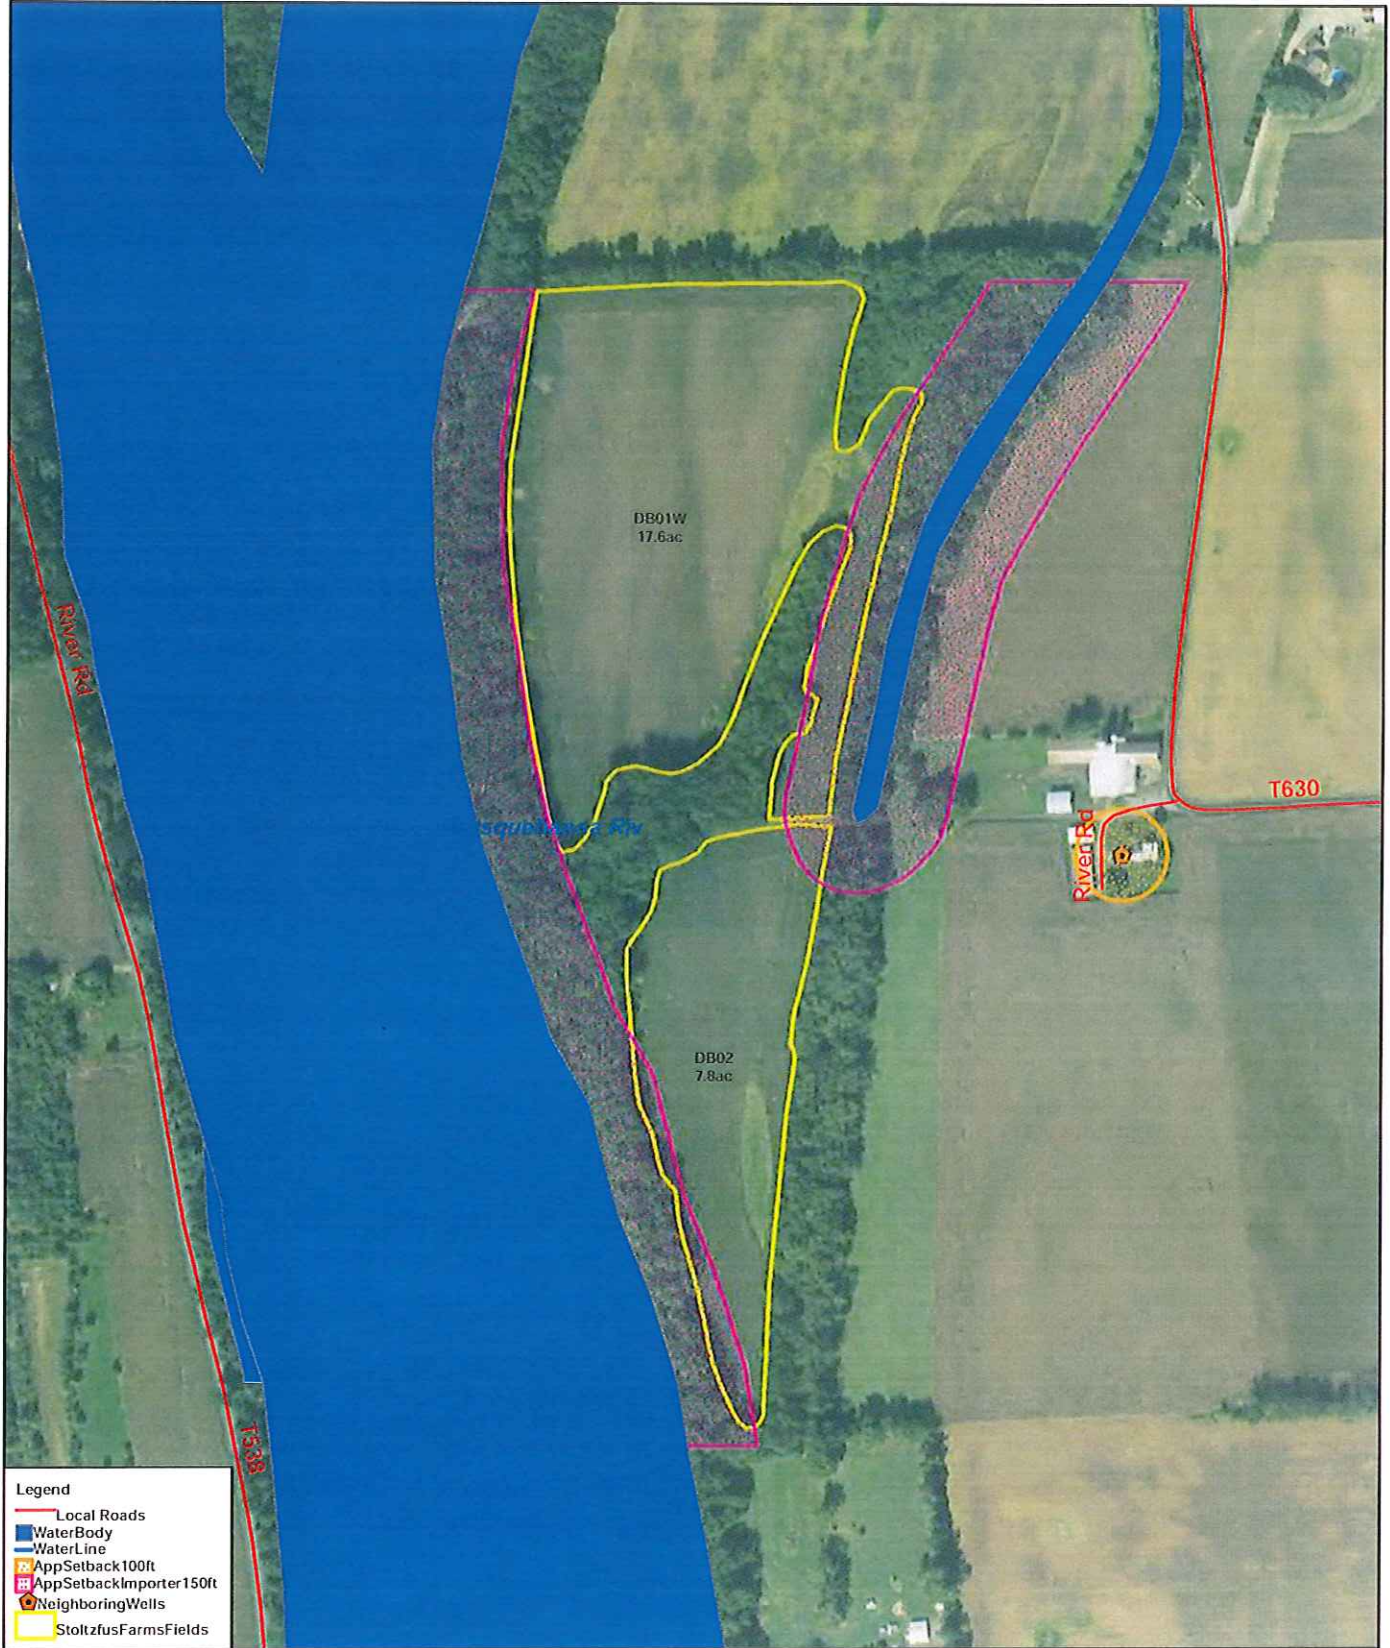 DB01W
17.6ac
River Rd
T630
River Rd
Riv
DB02
7.8ac
T538
Legend
Local Roads
WaterBody
WaterLine
AppSetback100ft
AppSetbackImporter150ft
NeighboringWells
StoltzfusFarmsFields